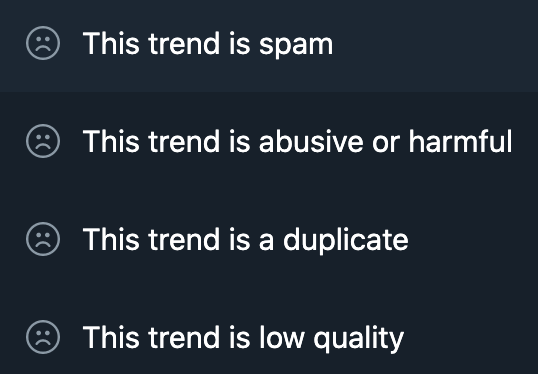 This trend is spam
This trend is abusive or harmful
This trend is a duplicate
This trend is low quality